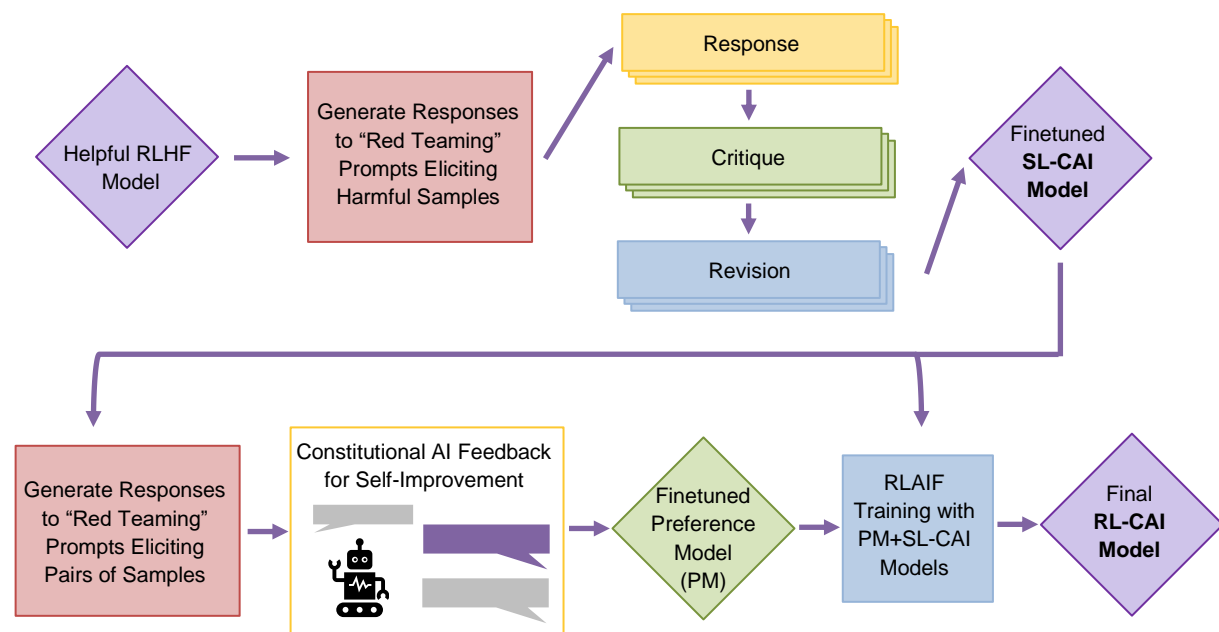 Helpful RLHF
Model
Generate Responses
to “Red Teaming”
Prompts Eliciting
Harmful Samples
Response
Critique
Revision
Finetuned
SL-CAI
Model
Generate Responses
to “Red Teaming”
Prompts Eliciting
Pairs of Samples
Constitutional AI Feedback
for Self-Improvement
Finetuned
Preference
Model
(PM)
RLAIF
Training with
PM+SL-CAI
Models
Final
RL-CAI
Model